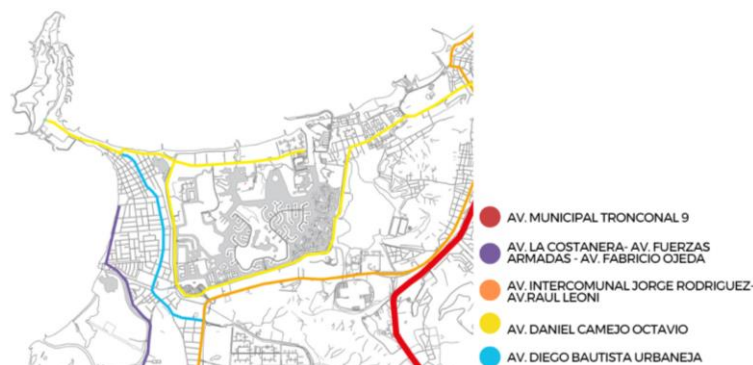 AV. MUNICIPAL TRONCONAL 9
AV. LA COSTANERA- AV. FUERZAS
ARMADAS - AV. FABRICIO OJEDA
AV. INTERCOMUNAL JORGE RODRIGUEZ-
AV.RAUL LEONI
AV. DANIEL CAMEJO OCTAVIO
AV. DIEGO BAUTISTA URBANEJA